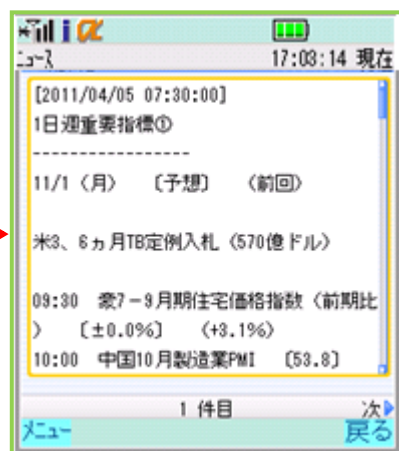 ニュース 17:03:14 現在
[2011/04/05 07:30:00]
1日週重要指標①
-----------------
11/1（月） 〔予想〕 （前回）
米3、6ヵ月TB定例入札（570億ドル）
09:30 豪7－9月期住宅価格指数（前期比
） 〔±0.0%〕 （+3.1%）
10:00 中国10月製造業PMI 〔53.8〕
1 件目 次
メニュー 戻る